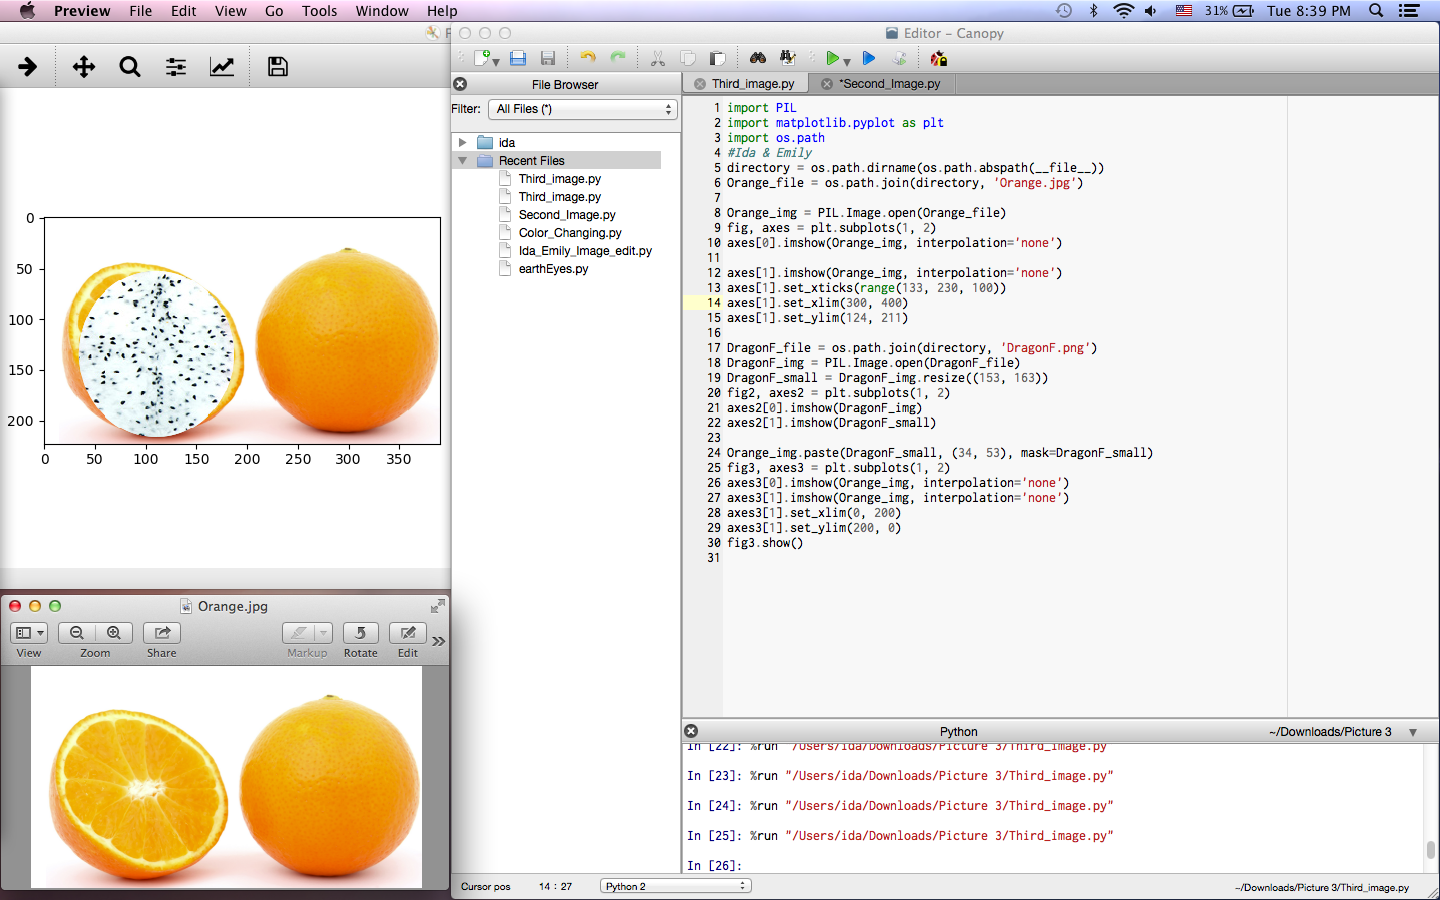 Preview File Edit View Go Tools Window Help 31% Tue 8:39 PM
Editor – Canopy
File Browser
Filter: All Files (*)
ida
Recent Files
Third_image.py
Third_image.py
Second_Image.py
Color_Changing.py
Ida_Emily_Image_edit.py
earthEyes.py
Third_image.py *Second_Image.py
1 import PIL
2 import matplotlib.pyplot as plt
3 import os.path
4 #Ida & Emily
5 directory = os.path.dirname(os.path.abspath(__file__))
6 Orange_file = os.path.join(directory, 'Orange.jpg')
7
8 Orange_img = PIL.Image.open(Orange_file)
9 fig, axes = plt.subplots(1, 2)
10 axes[0].imshow(Orange_img, interpolation='none')
11
12 axes[1].imshow(Orange_img, interpolation='none')
13 axes[1].set_xticks(range(133, 230, 100))
14 axes[1].set_xlim(300, 400)
15 axes[1].set_ylim(124, 211)
16
17 DragonF_file = os.path.join(directory, 'DragonF.png')
18 DragonF_img = PIL.Image.open(DragonF_file)
19 DragonF_small = DragonF_img.resize((153, 163))
20 fig2, axes2 = plt.subplots(1, 2)
21 axes2[0].imshow(DragonF_img)
22 axes2[1].imshow(DragonF_small)
23
24 Orange_img.paste(DragonF_small, (34, 53), mask=DragonF_small)
25 fig3, axes3 = plt.subplots(1, 2)
26 axes3[0].imshow(Orange_img, interpolation='none')
27 axes3[1].imshow(Orange_img, interpolation='none')
28 axes3[1].set_xlim(0, 200)
29 axes3[1].set_ylim(200, 0)
30 fig3.show()
31
0
50
100
150
200
0 50 100 150 200 250 300 350
Orange.jpg
View Zoom Share Markup Rotate Edit
Python ~/Downloads/Picture 3
In [22]: %run "/Users/ida/Downloads/Picture 3/Third_image.py"
In [23]: %run "/Users/ida/Downloads/Picture 3/Third_image.py"
In [24]: %run "/Users/ida/Downloads/Picture 3/Third_image.py"
In [25]: %run "/Users/ida/Downloads/Picture 3/Third_image.py"
In [26]:
Cursor pos 14 : 27 Python 2 ~/Downloads/Picture 3/Third_image.py